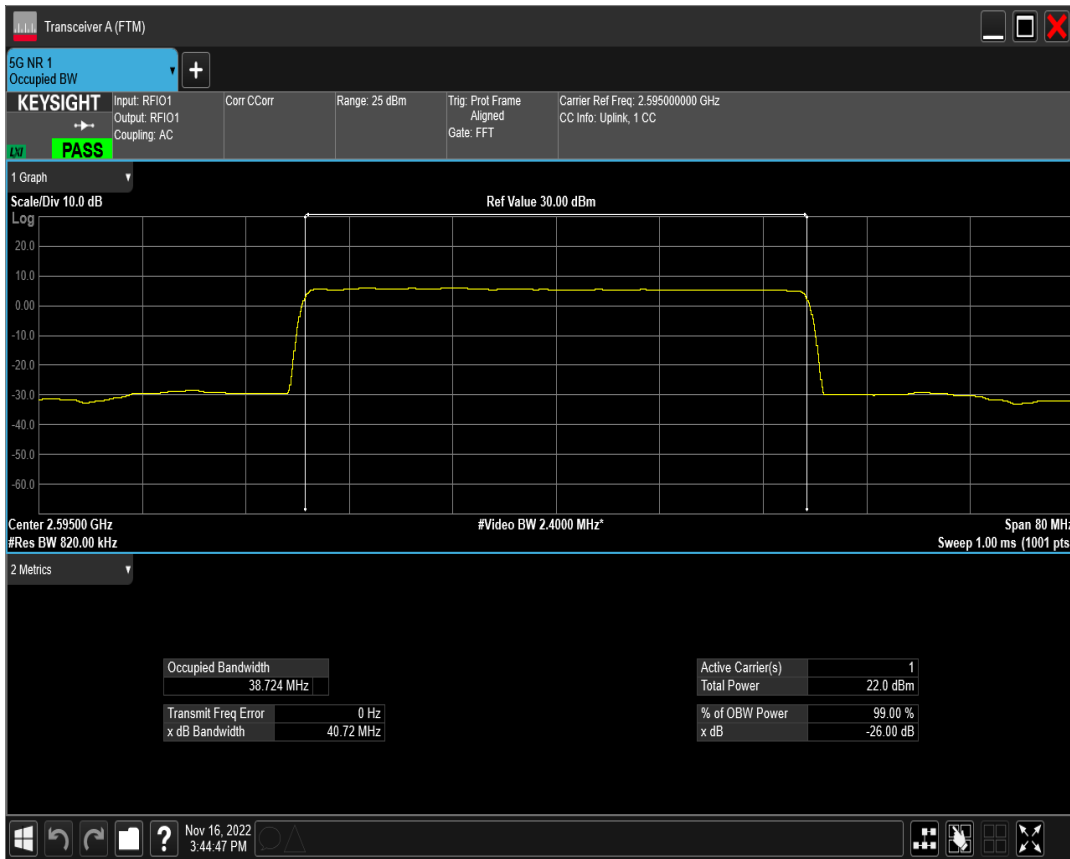 Transceiver A (FTM)
5G NR 1
Occupied BW
+
KEYSIGHT
LXI
PASS
Input: RFIO1
Output: RFIO1
Coupling: AC
Corr CCorr
Range: 25 dBm
Trig: Prot Frame
Aligned
Gate: FFT
Carrier Ref Freq: 2.595000000 GHz
CC Info: Uplink, 1 CC
1 Graph
Scale/Div 10.0 dB
Ref Value 30.00 dBm
Log
20.0
10.0
0.00
-10.0
-20.0
-30.0
-40.0
-50.0
-60.0
Center 2.59500 GHz
#Video BW 2.4000 MHz*
Span 80 MHz
#Res BW 820.00 kHz
Sweep 1.00 ms (1001 pts
2 Metrics
Occupied Bandwidth
38.724 MHz
Transmit Freq Error 0 Hz
x dB Bandwidth 40.72 MHz
Active Carrier(s) 1
Total Power 22.0 dBm
% of OBW Power 99.00 %
x dB -26.00 dB
?
Nov 16, 2022
3:44:47 PM